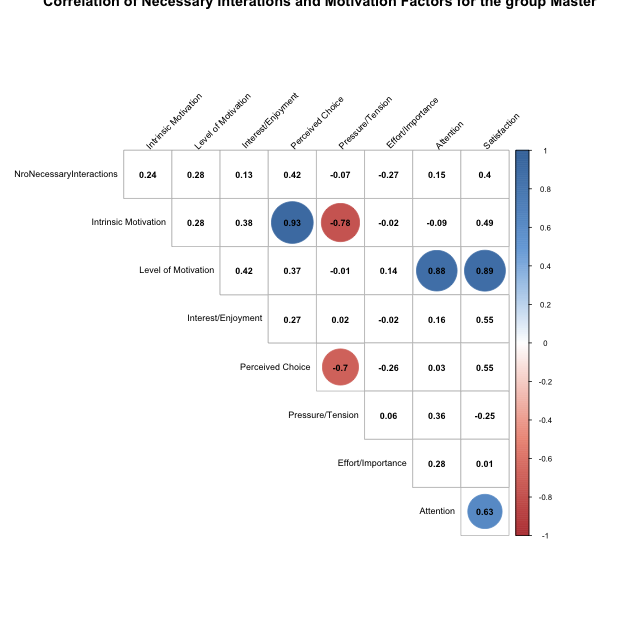 Correlation of Necessary Interations and Motivation Factors for the group Master
Intrinsic Motivation
Level of Motivation
Interest/Enjoyment
Perceived Choice
Pressure/Tension
Effort/Importance
Attention
Satisfaction
NroNecessaryInteractions 0.24 0.28 0.13 0.42 -0.07 -0.27 0.15 0.4
Intrinsic Motivation 0.28 0.38 0.93 -0.78 -0.02 -0.09 0.49
Level of Motivation 0.42 0.37 -0.01 0.14 0.88 0.89
Interest/Enjoyment 0.27 0.02 -0.02 0.16 0.55
Perceived Choice -0.7 -0.26 0.03 0.55
Pressure/Tension 0.06 0.36 -0.25
Effort/Importance 0.28 0.01
Attention 0.63
1
0.8
0.6
0.4
0.2
0
-0.2
-0.4
-0.6
-0.8
-1